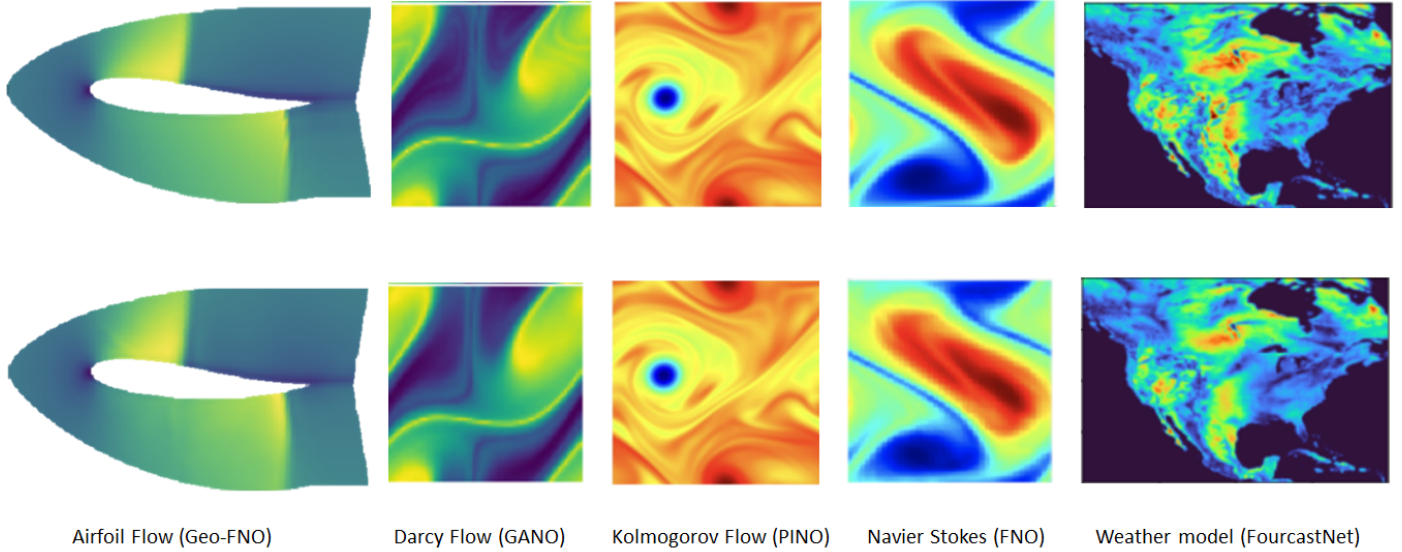 Airfoil Flow (Geo-FNO)
Darcy Flow (GANO)
Kolmogorov Flow (PINO)
Navier Stokes (FNO)
Weather model (FourcastNet)